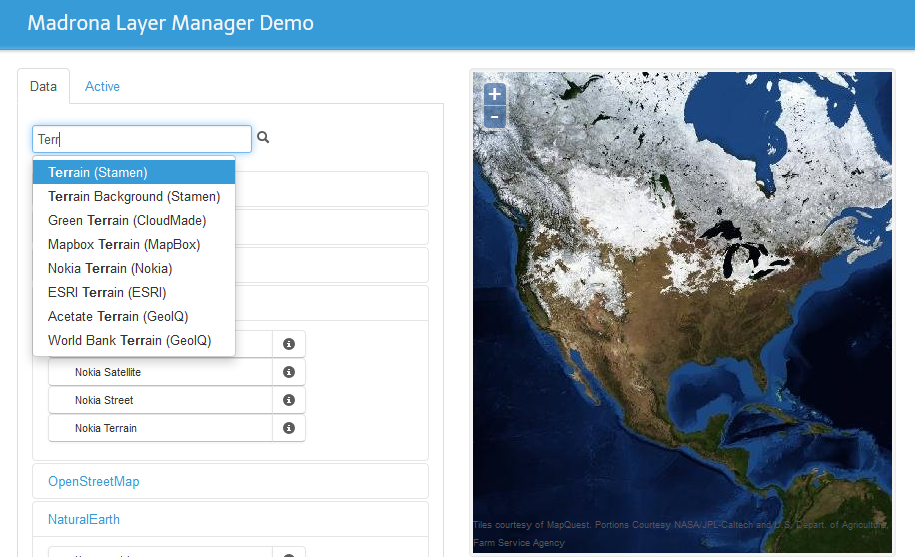 Madrona Layer Manager Demo
Data
Active
Terr
Terrain (Stamen)
Terrain Background (Stamen)
Green Terrain (CloudMade)
Mapbox Terrain (MapBox)
Nokia Terrain (Nokia)
ESRI Terrain (ESRI)
Acetate Terrain (GeoIQ)
World Bank Terrain (GeoIQ)
Nokia Satellite
Nokia Street
Nokia Terrain
OpenStreetMap
NaturalEarth
+
-
Tiles courtesy of MapQuest. Portions Courtesy NASA/JPL-Caltech and U.S. Depart. of Agriculture,
Farm Service Agency